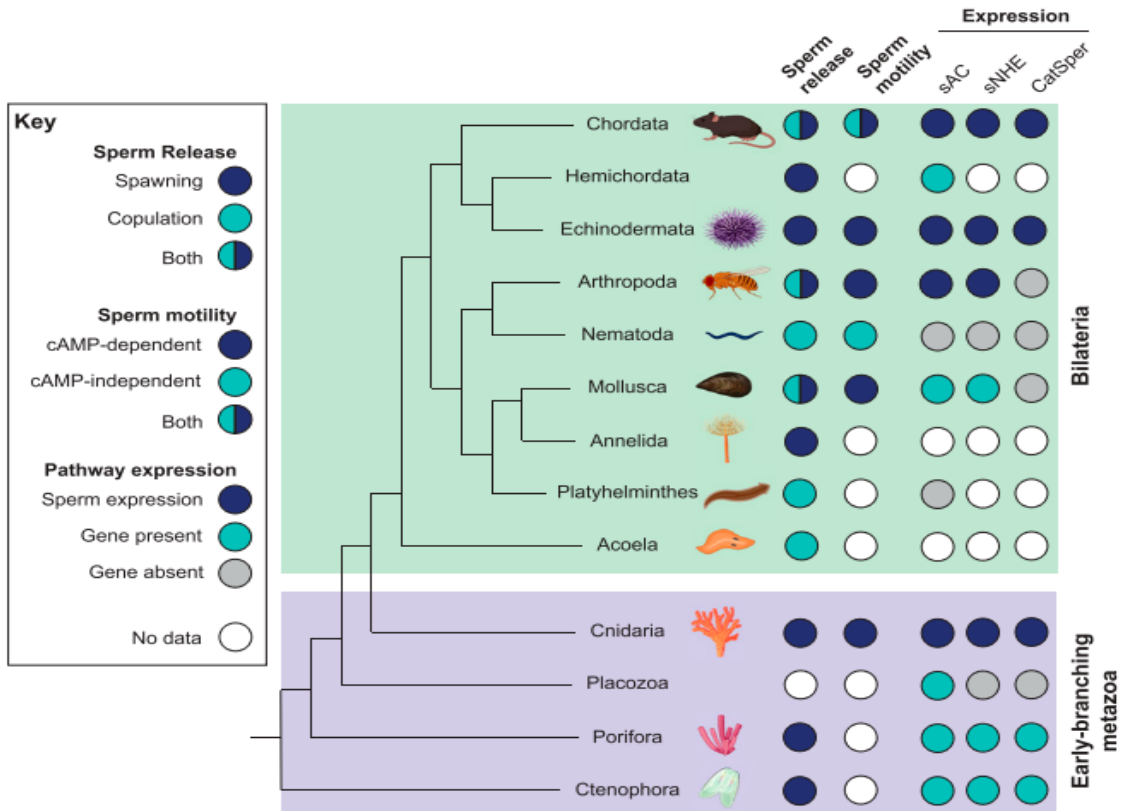 Expression
Sperm release
Sperm motility
sAC
sNHE
CatSper
Key
Sperm Release
Spawning
Copulation
Both
Sperm motility
cAMP-dependent
cAMP-independent
Both
Pathway expression
Sperm expression
Gene present
Gene absent
No data
Chordata
Hemichordata
Echinodermata
Arthropoda
Nematoda
Mollusca
Annelida
Platyhelminthes
Acoela
Bilateria
Cnidaria
Placozoa
Porifora
Ctenophora
Early-branching
metazoa